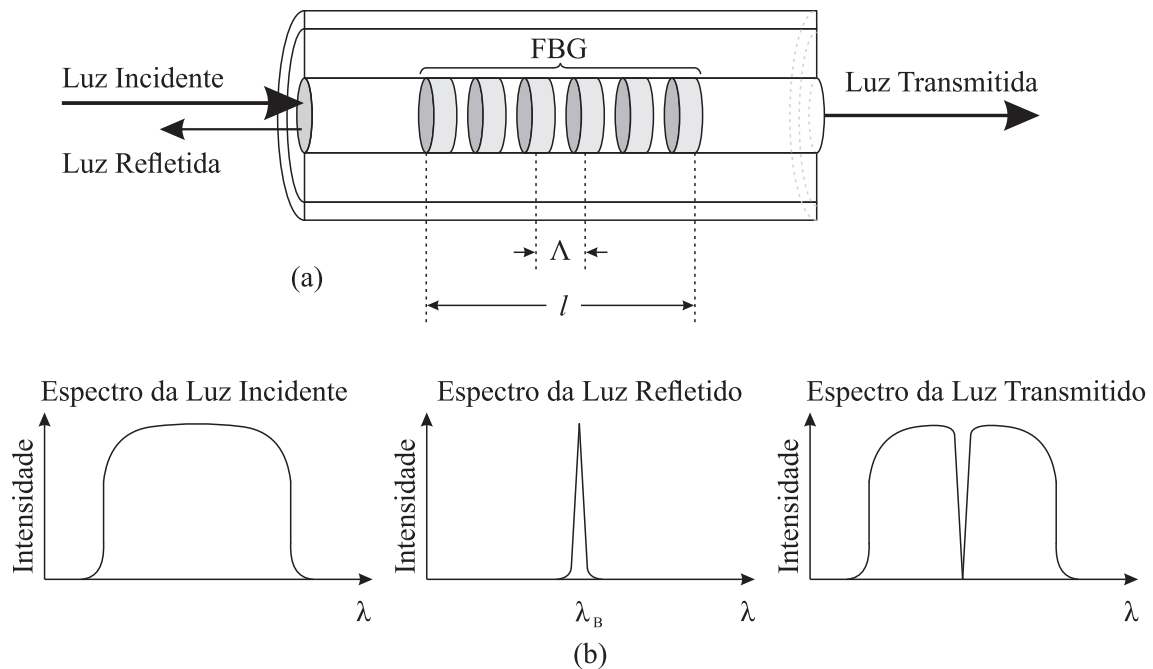 FBG
Luz Incidente
Luz Transmitida
Luz Refletida
Λ
(a)
l
Espectro da Luz Incidente
Espectro da Luz Refletido
Espectro da Luz Transmitido
Intensidade
Intensidade
Intensidade
λ
λB
λ
λ
(b)